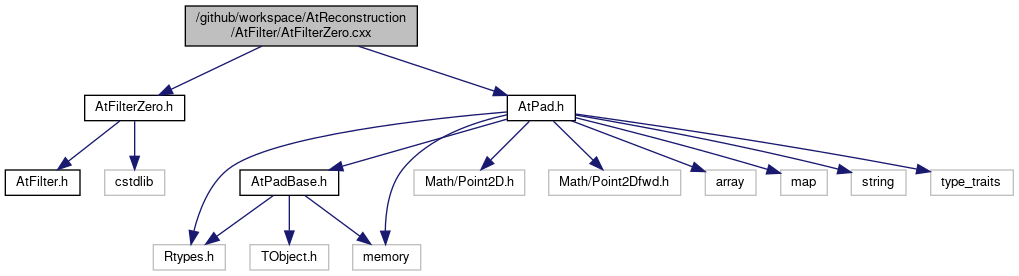 /github/workspace/AtReconstruction
/AtFilter/AtFilterZero.cxx
AtFilterZero.h
AtPad.h
AtFilter.h
cstdlib
AtPadBase.h
Math/Point2D.h
Math/Point2Dfwd.h
array
map
string
type_traits
Rtypes.h
TObject.h
memory